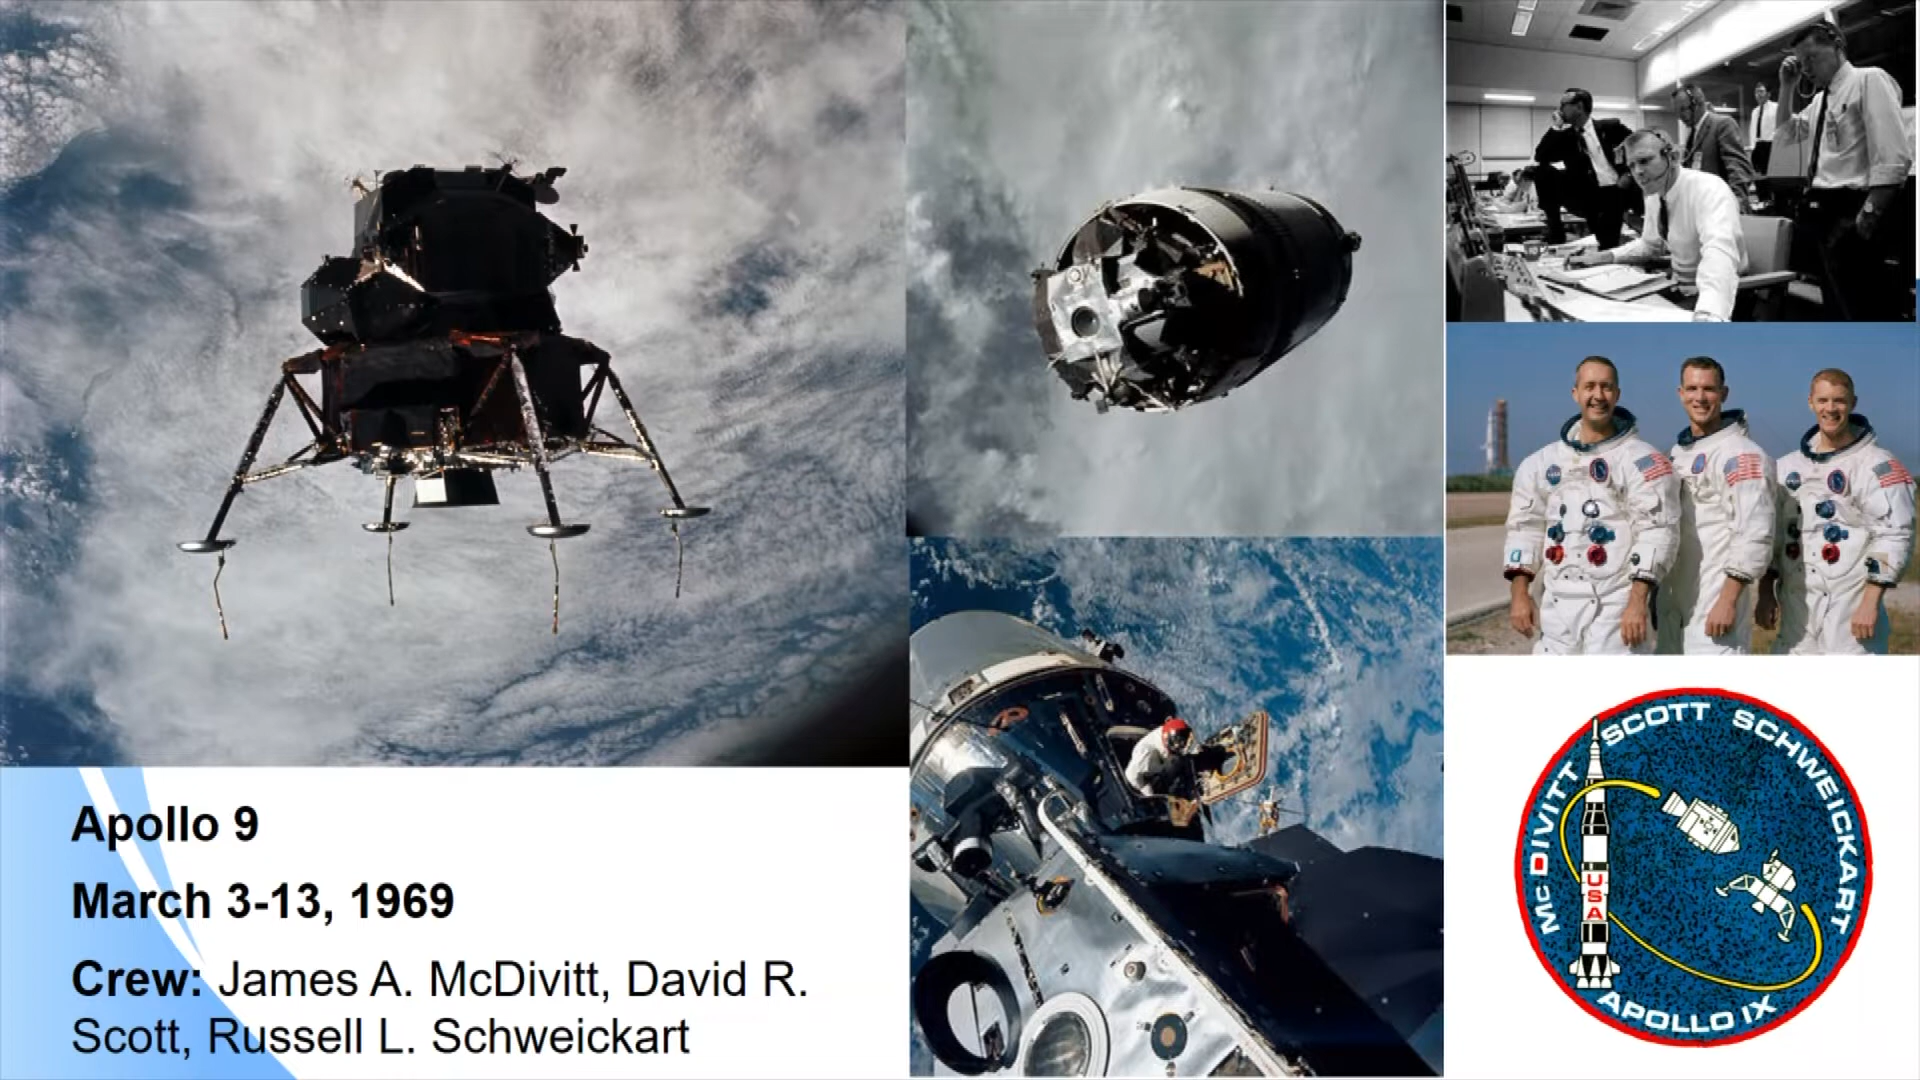 Apollo 9
March 3-13, 1969
Crew: James A. McDivitt, David R.
Scott, Russell L. Schweickart
McDIVITT SCOTT SCHWEICKART
USA
APOLLO IX